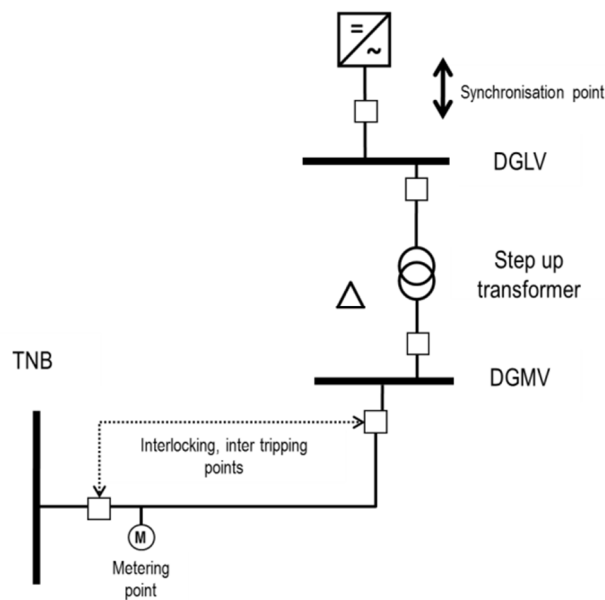 =
~
Synchronisation point
DGLV
Step up
transformer
TNB
DGMV
Interlocking, inter tripping
points
M
Metering
point